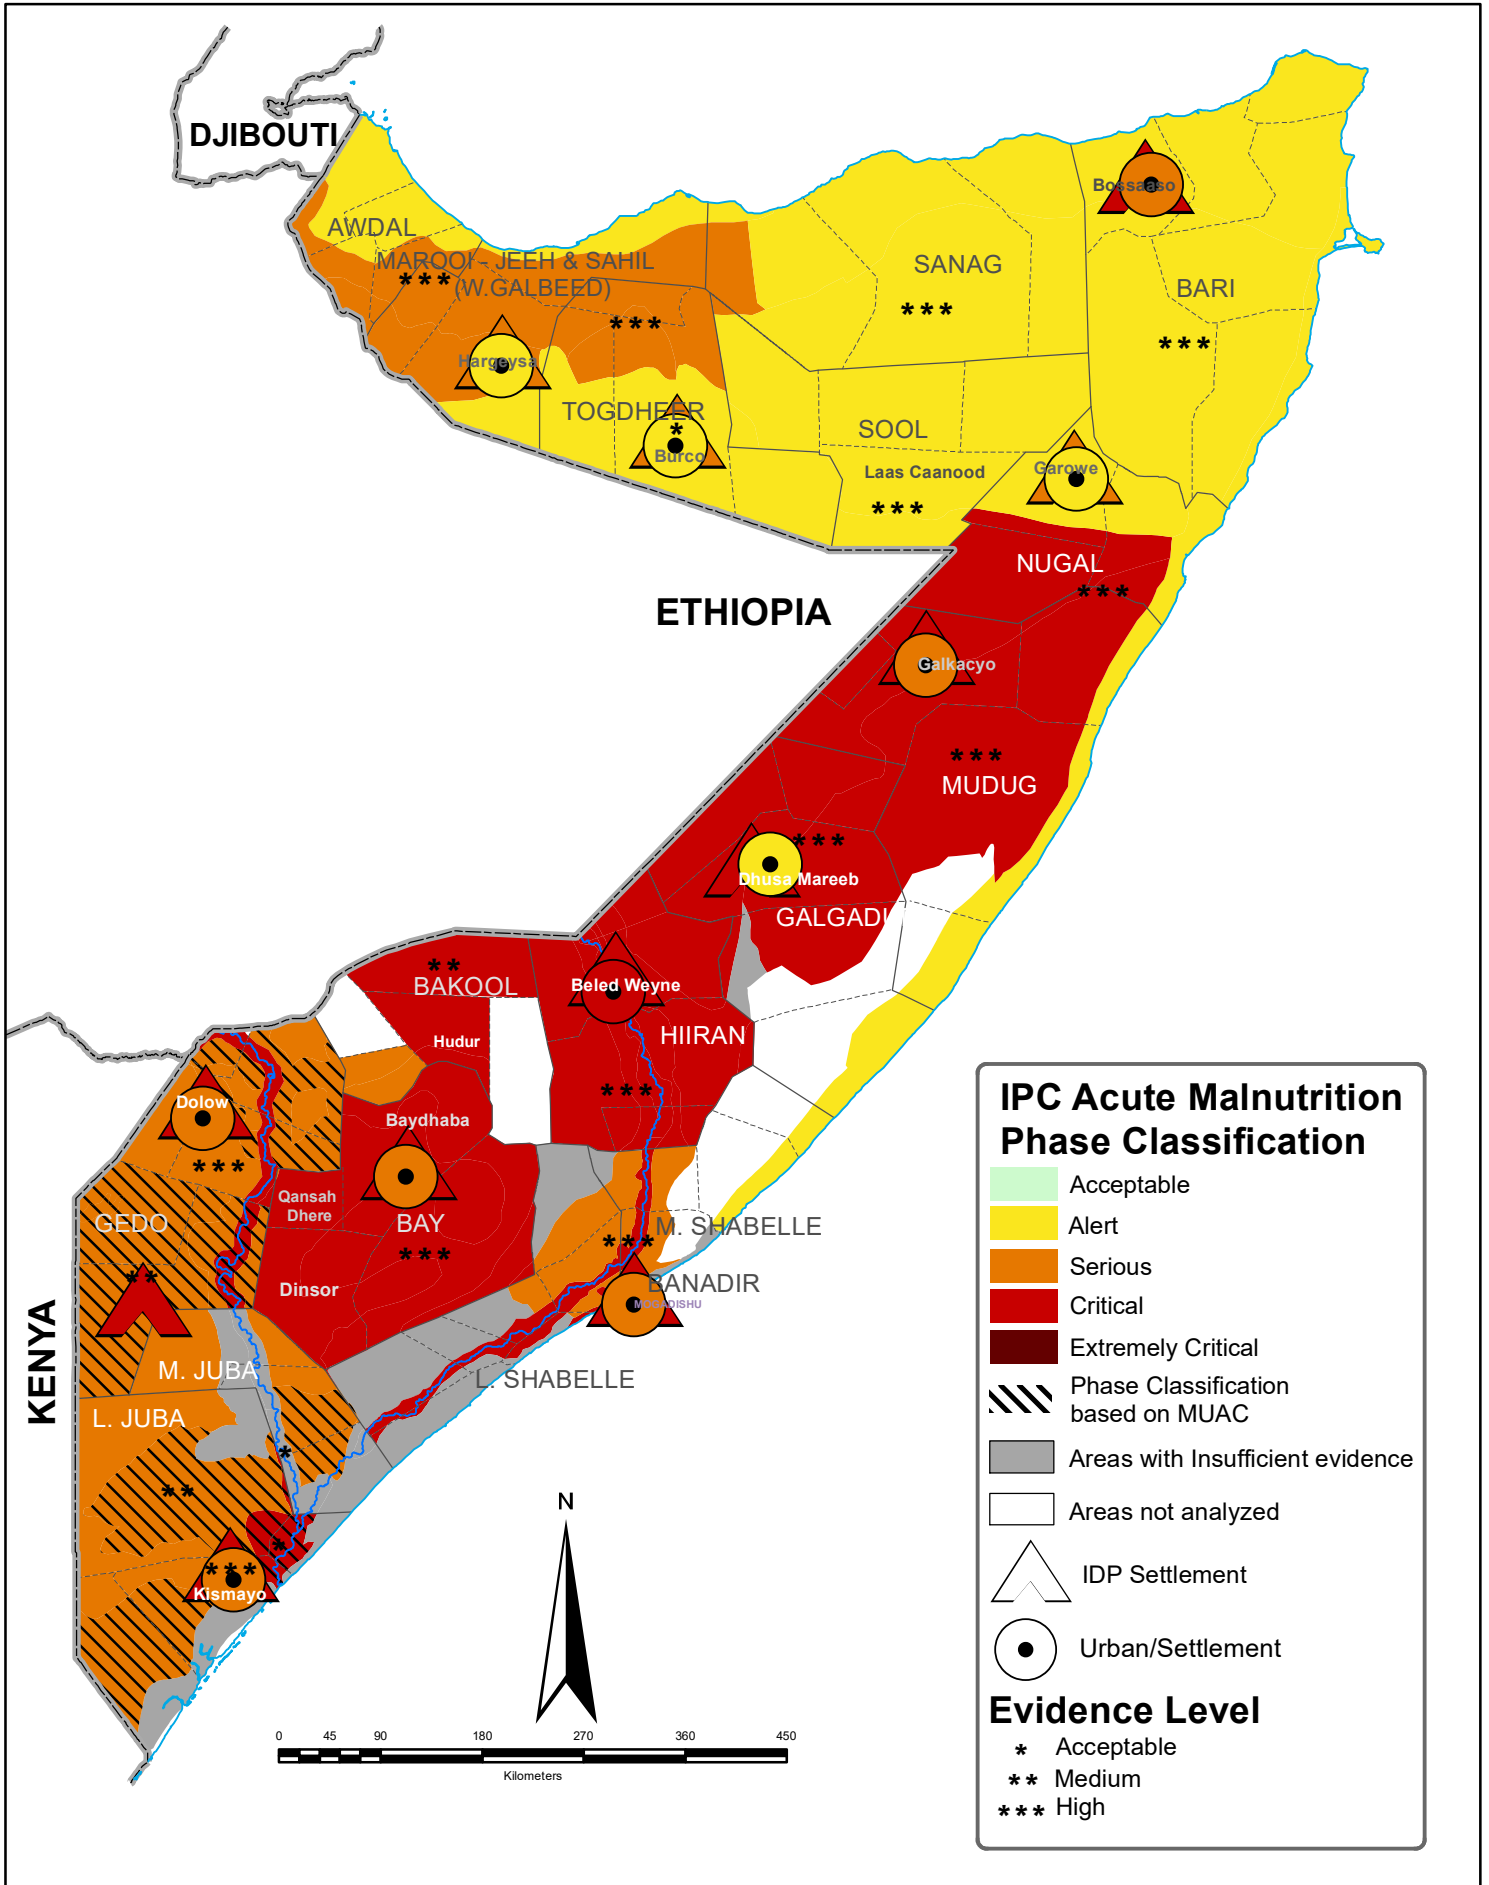 DJIBOUTI
Bossaaso
AWDAL
MAROOI - JEEH & SAHIL
***
(W.GALBEED)
SANAG
***
BARI
***
***
Hargeysa
TOGDHEER
*
Burco
SOOL
Laas Caanood
***
Garowe
NUGAL
***
ETHIOPIA
Galkacyo
***
MUDUG
***
Dhusa Mareeb
GALGADU
**
BAKOOL
Beled Weyne
Hudur
HIIRAN
***
Dolow
***
Baydhaba
Qansah
Dhere
GEDO
BAY
***
M. SHABELLE
***
**
Dinsor
BANADIR
MOGADISHU
KENYA
M. JUBA
L. SHABELLE
L. JUBA
*
**
*
***
Kismayo
N
0 45 90 180 270 360 450
Kilometers
IPC Acute Malnutrition
Phase Classification
Acceptable
Alert
Serious
Critical
Extremely Critical
Phase Classification
based on MUAC
Areas with Insufficient evidence
Areas not analyzed
IDP Settlement
Urban/Settlement
Evidence Level
* Acceptable
** Medium
*** High